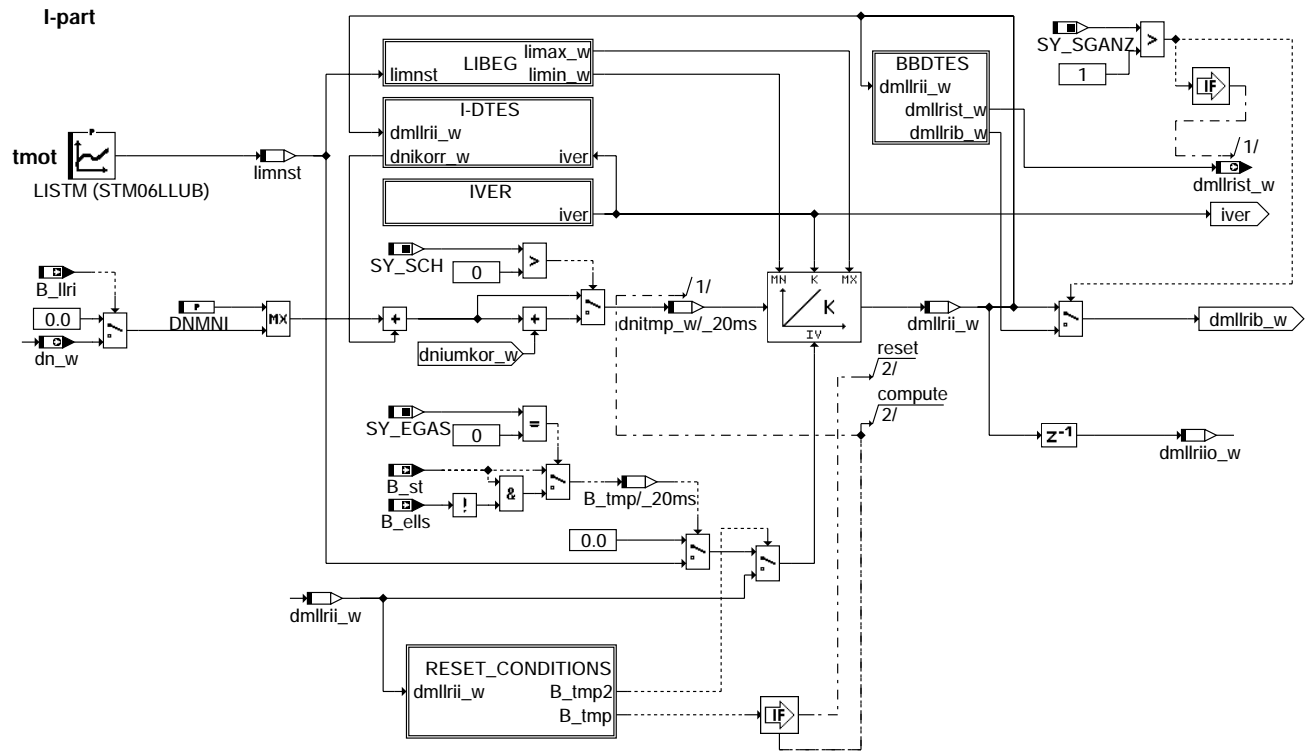 I-part
SY_SGANZ
>
1
IF
/1/
dmllrist_w
LIBEG
limax_w
limin_w
limnst
I-DTES
dmllrii_w
dnikorr_w
iver
IVER
iver
BBDTES
dmllrii_w
dmllrist_w
dmllrib_w
tmot
P
LISTM (STM06LLUB)
limnst
iver
SY_SCH
>
0
B_llri
0.0
dn_w
P
DNMNI
MX
+
+
dniumkor_w
/1/
dnitmp_w/_20ms
MN
K
MX
K
IV
dmllrii_w
dmllrib_w
reset
2/
compute
2/
SY_EGAS
=
0
B_st
B_ells
!
&
B_tmp/_20ms
z-1
dmllriio_w
0.0
dmllrii_w
RESET_CONDITIONS
dmllrii_w
B_tmp2
B_tmp
IF